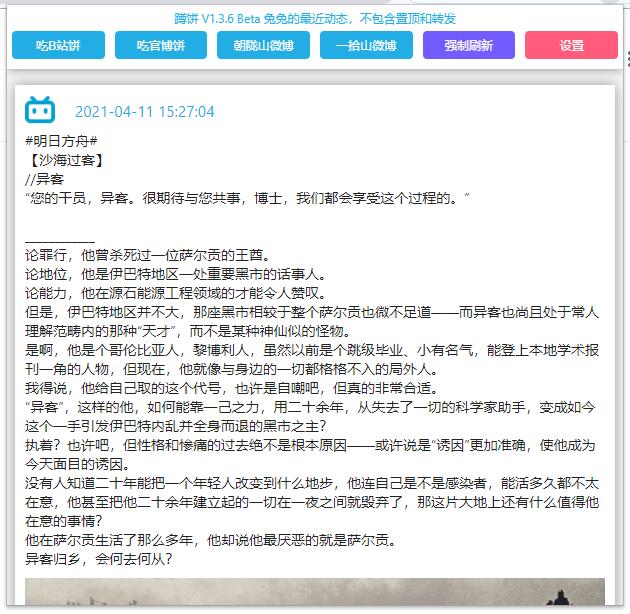 蹲饼 V1.3.6 Beta 兔兔的最近动态，不包含置顶和转发
吃B站饼 吃官博饼 朝陇山微博 一拾山微博 强制刷新 设置
2021-04-11 15:27:04
#明日方舟#
【沙海过客】
//异客
“您的干员，异客。很期待与您共事，博士，我们都会享受这个过程的。”
____________
论罪行，他曾杀死过一位萨尔贡的王酋。
论地位，他是伊巴特地区一处重要黑市的话事人。
论能力，他在源石能源工程领域的才能令人赞叹。
但是，伊巴特地区并不大，那座黑市相较于整个萨尔贡也微不足道——而异客也尚且处于常人
理解范畴内的那种“天才”，而不是某种神仙似的怪物。
是啊，他是个哥伦比亚人，黎博利人，虽然以前是个跳级毕业、小有名气，能登上本地学术报
刊一角的人物，但现在，他就像与身边的一切都格格不入的局外人。
我得说，他给自己取的这个代号，也许是自嘲吧，但真的非常合适。
“异客”，这样的他，如何能靠一己之力，用二十余年，从失去了一切的科学家助手，变成如今
这个一手引发伊巴特内乱并全身而退的黑市之主？
执着？也许吧，但性格和惨痛的过去绝不是根本原因——或许说是“诱因”更加准确，使他成为
今天面目的诱因。
没有人知道二十年能把一个年轻人改变到什么地步，他连自己是不是感染者，能活多久都不太
在意，他甚至把他二十余年建立起的一切在一夜之间就毁弃了，那这片大地上还有什么值得他
在意的事情？
他在萨尔贡生活了那么多年，他却说他最厌恶的就是萨尔贡。
异客归乡，会何去何从？